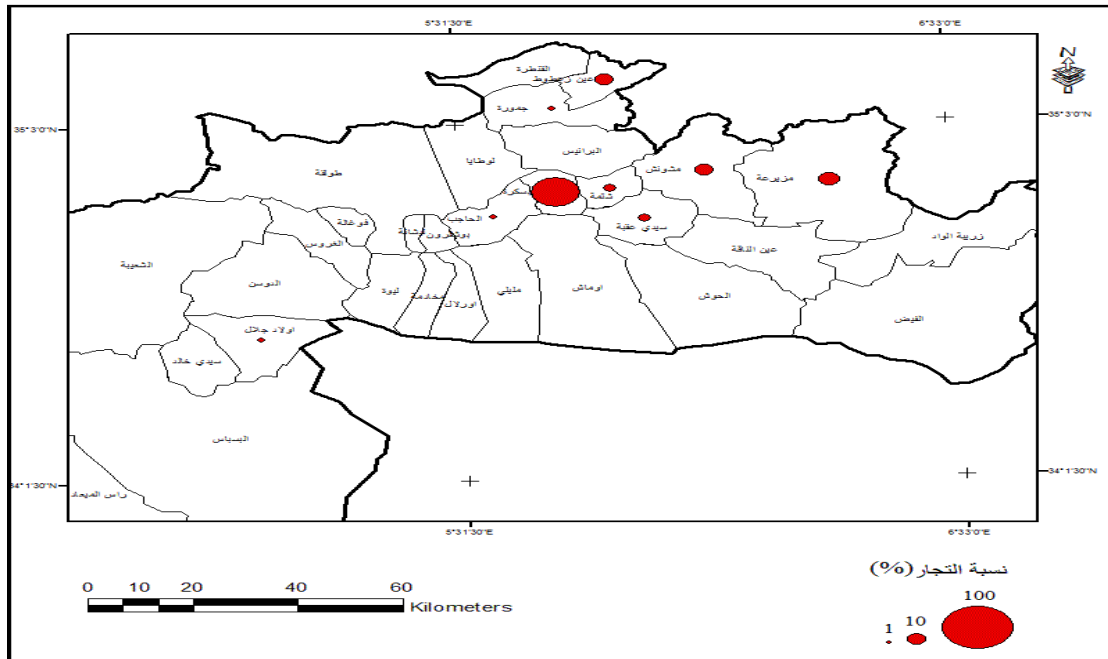 5°31'30"E
6°33'0"E
N
35°3'0"N
35°3'0"N
القنطرة
عين زعطوط
جمورة
البرانيس
لوطايا
مشونش
طولقة
مزيرعة
بسكرة
شتمة
الحاجب
سيدي عقبة
فوغالة
بوشقرون
الغروس
زريبة الواد
عين الناقة
الشعيبة
الدوسن
ليوة
مخادمة
اورلال
مليلي
اوماش
الحوش
الفيض
اولاد جلال
سيدي خالد
البسباس
راس الميعاد
34°1'30"N
34°1'30"N
5°31'30"E
6°33'0"E
0 10 20 40 60
Kilometers
نسبة التجار(%)
1 10 100